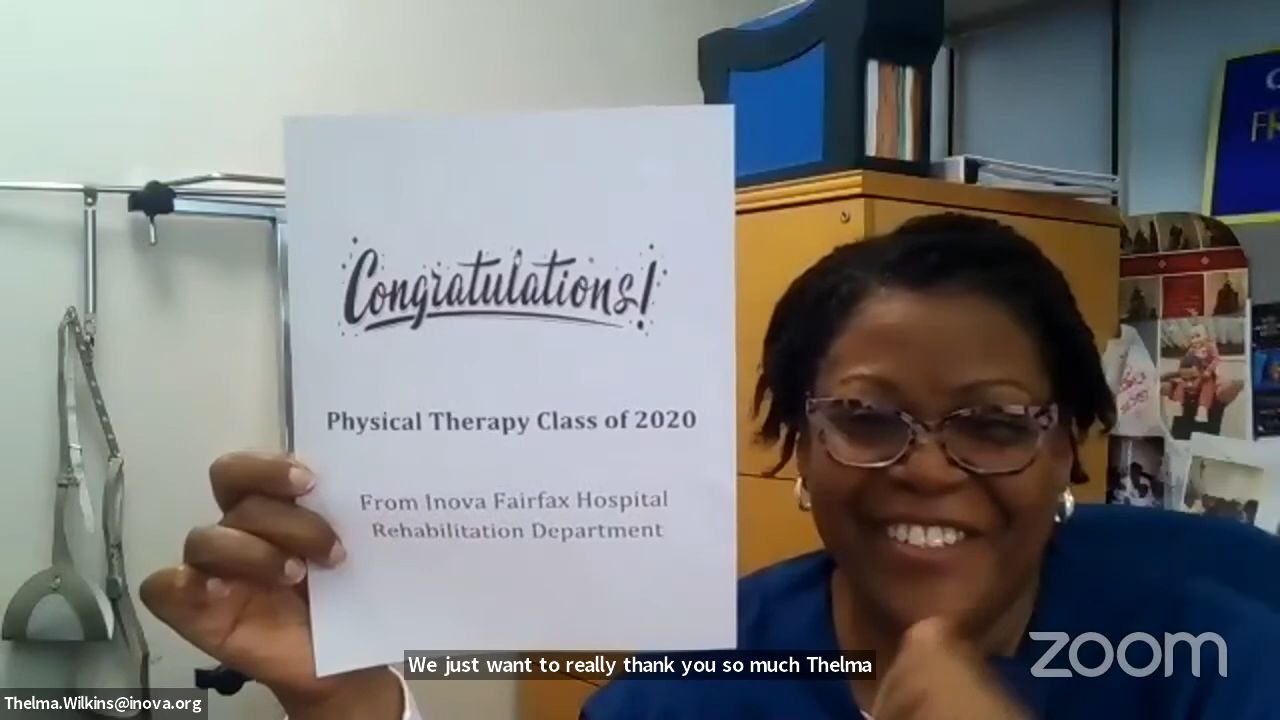 Congratulations!
Physical Therapy Class of 2020
From Inova Fairfax Hospital
Rehabilitation Department
We just want to really thank you so much Thelma
zoom
Thelma.Wilkins@inova.org